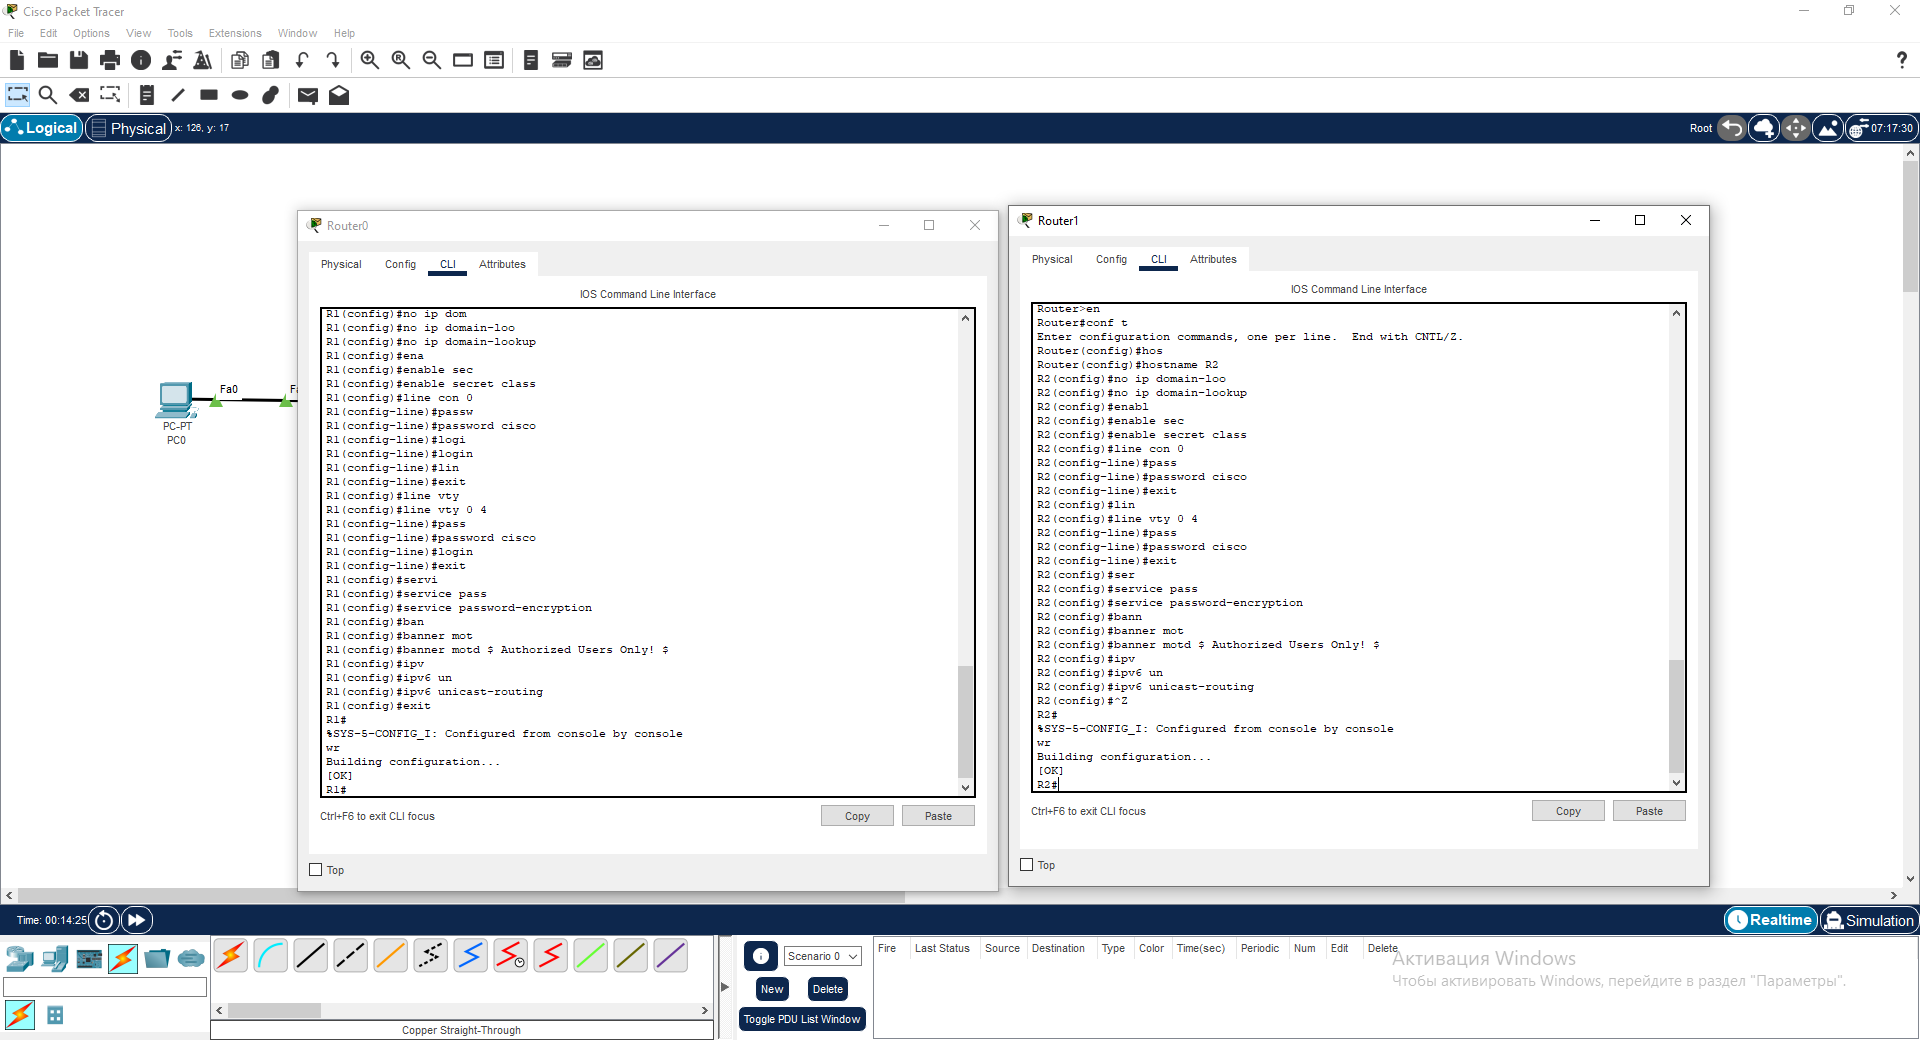 Cisco Packet Tracer
File Edit Options View Tools Extensions Window Help
Logical Physical x: 126, y: 17 Root 07:17:30
Fa0 Fa
PC-PT
PC0
Router0
Physical Config CLI Attributes
IOS Command Line Interface
R1(config)#no ip dom
R1(config)#no ip domain-loo
R1(config)#no ip domain-lookup
R1(config)#ena
R1(config)#enable sec
R1(config)#enable secret class
R1(config)#line con 0
R1(config-line)#passw
R1(config-line)#password cisco
R1(config-line)#logi
R1(config-line)#login
R1(config-line)#lin
R1(config-line)#exit
R1(config)#line vty
R1(config)#line vty 0 4
R1(config-line)#pass
R1(config-line)#password cisco
R1(config-line)#login
R1(config-line)#exit
R1(config)#servi
R1(config)#service pass
R1(config)#service password-encryption
R1(config)#ban
R1(config)#banner mot
R1(config)#banner motd $ Authorized Users Only! $
R1(config)#ipv
R1(config)#ipv6 un
R1(config)#ipv6 unicast-routing
R1(config)#exit
R1#
%SYS-5-CONFIG_I: Configured from console by console
wr
Building configuration...
[OK]
R1#
Ctrl+F6 to exit CLI focus
Copy Paste
Top
Router1
Physical Config CLI Attributes
IOS Command Line Interface
Router>en
Router#conf t
Enter configuration commands, one per line.  End with CNTL/Z.
Router(config)#hos
Router(config)#hostname R2
R2(config)#no ip domain-loo
R2(config)#no ip domain-lookup
R2(config)#enabl
R2(config)#enable sec
R2(config)#enable secret class
R2(config)#line con 0
R2(config-line)#pass
R2(config-line)#password cisco
R2(config-line)#exit
R2(config)#lin
R2(config)#line vty 0 4
R2(config-line)#pass
R2(config-line)#password cisco
R2(config-line)#exit
R2(config)#ser
R2(config)#service pass
R2(config)#service password-encryption
R2(config)#bann
R2(config)#banner mot
R2(config)#banner motd $ Authorized Users Only! $
R2(config)#ipv
R2(config)#ipv6 un
R2(config)#ipv6 unicast-routing
R2(config)#^Z
R2#
%SYS-5-CONFIG_I: Configured from console by console
wr
Building configuration...
[OK]
R2#
Ctrl+F6 to exit CLI focus
Copy Paste
Top
Time: 00:14:25 Realtime Simulation
Scenario 0
New Delete
Toggle PDU List Window
Fire Last Status Source Destination Type Color Time(sec) Periodic Num Edit Delete
Copper Straight-Through
Активация Windows
Чтобы активировать Windows, перейдите в раздел "Параметры".